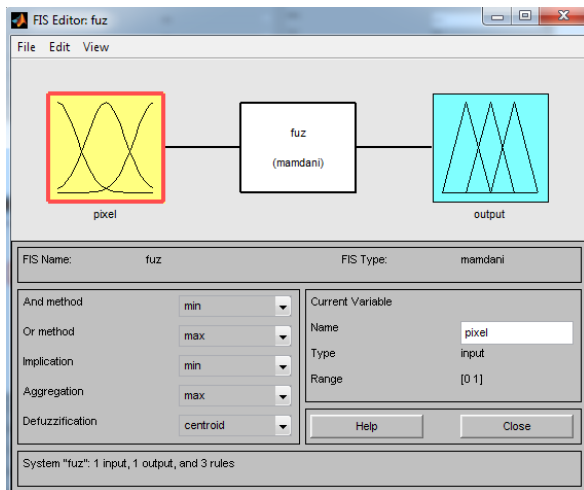 FIS Editor: fuz
File Edit View
fuz
(mamdani)
pixel
output
FIS Name: fuz FIS Type: mamdani
And method min
Or method max
Implication min
Aggregation max
Defuzzification centroid
Current Variable
Name pixel
Type input
Range [0 1]
Help Close
System "fuz": 1 input, 1 output, and 3 rules